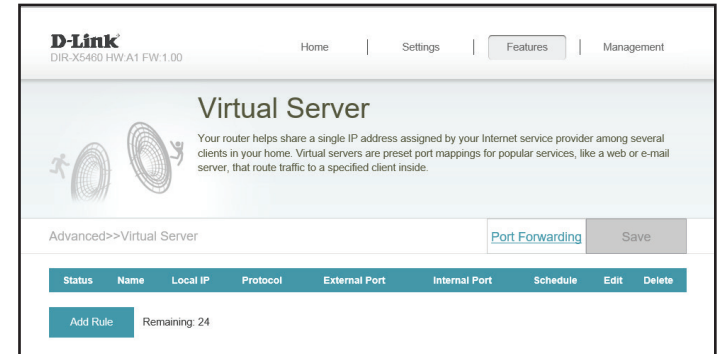 D-Link
DIR-X5460 HW:A1 FW:1.00
Home | Settings | Features | Management
Virtual Server
Your router helps share a single IP address assigned by your Internet service provider among several
clients in your home. Virtual servers are preset port mappings for popular services, like a web or e-mail
server, that route traffic to a specified client inside.
Advanced>>Virtual Server
Port Forwarding
Save
Status Name Local IP Protocol External Port Internal Port Schedule Edit Delete
Add Rule
Remaining: 24